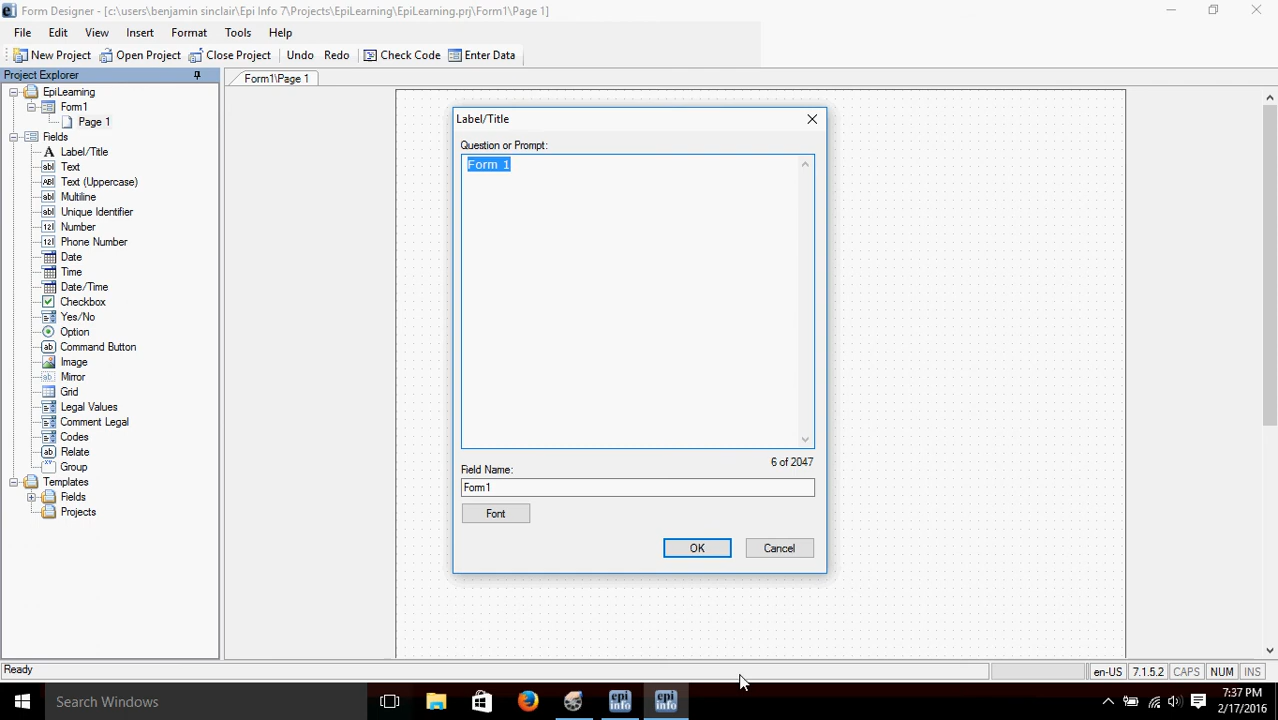 Form Designer - [c:\users\benjamin sinclair\Epi Info 7\Projects\EpiLearning\EpiLearning.prj\Form1\Page 1]
File Edit View Insert Format Tools Help
New Project Open Project Close Project Undo Redo Check Code Enter Data
Project Explorer
Form1\Page 1
EpiLearning
Form1
Page 1
Fields
Label/Title
Text
Text (Uppercase)
Multiline
Unique Identifier
Number
Phone Number
Date
Time
Date/Time
Checkbox
Yes/No
Option
Command Button
Image
Mirror
Grid
Legal Values
Comment Legal
Codes
Relate
Group
Templates
Fields
Projects
Label/Title
Question or Prompt:
Form 1
6 of 2047
Field Name:
Form1
Font
OK Cancel
Ready
en-US 7.1.5.2 CAPS NUM INS
Search Windows
epi info
epi info
7:37 PM
2/17/2016